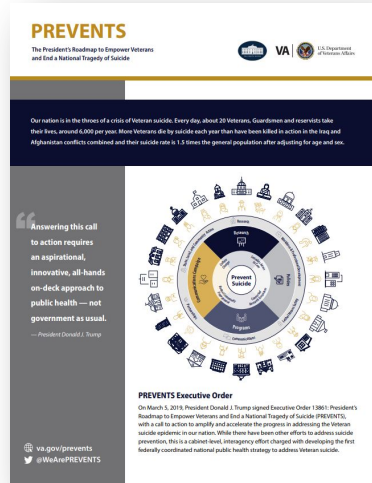 PREVENTS
The President's Roadmap to Empower Veterans
and End a National Tragedy of Suicide
VA
U.S. Department
of Veterans Affairs
Our nation is in the throes of a crisis of Veteran suicide. Every day, about 20 Veterans, Guardsmen and reservists take
their lives, around 6,000 per year. More Veterans die by suicide each year than have been killed in action in the Iraq and
Afghanistan conflicts combined and their suicide rate is 1.5 times the general population after adjusting for age and sex.
Answering this call
to action requires
an aspirational,
innovative, all-hands
on-deck approach to
public health — not
government as usual.
— President Donald J. Trump
Research
Policies
Programs
Communications Campaign
Prevent
Suicide
PREVENTS Executive Order
On March 5, 2019, President Donald J. Trump signed Executive Order 13861: President's
Roadmap to Empower Veterans and End a National Tragedy of Suicide (PREVENTS),
with a call to action to amplify and accelerate the progress in addressing the Veteran
suicide epidemic in our nation. While there have been other efforts to address suicide
prevention, this is a cabinet-level, interagency effort charged with developing the first
federally coordinated national public health strategy to address Veteran suicide.
va.gov/prevents
@WeArePREVENTS